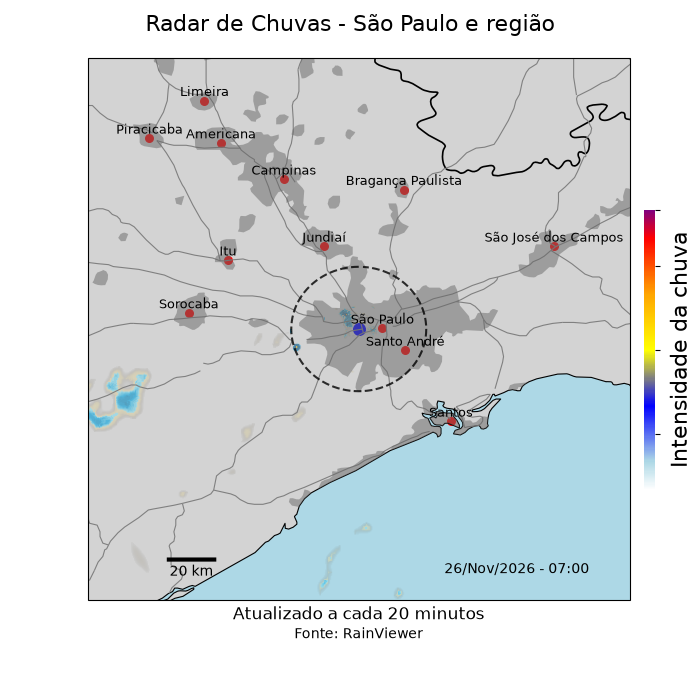 Radar de Chuvas - São Paulo e região
Limeira
Piracicaba
Americana
Campinas
Bragança Paulista
Jundiaí
São José dos Campos
Itu
Sorocaba
São Paulo
Santo André
Santos
Intensidade da chuva
20 km
26/Nov/2026 - 07:00
Atualizado a cada 20 minutos
Fonte: RainViewer